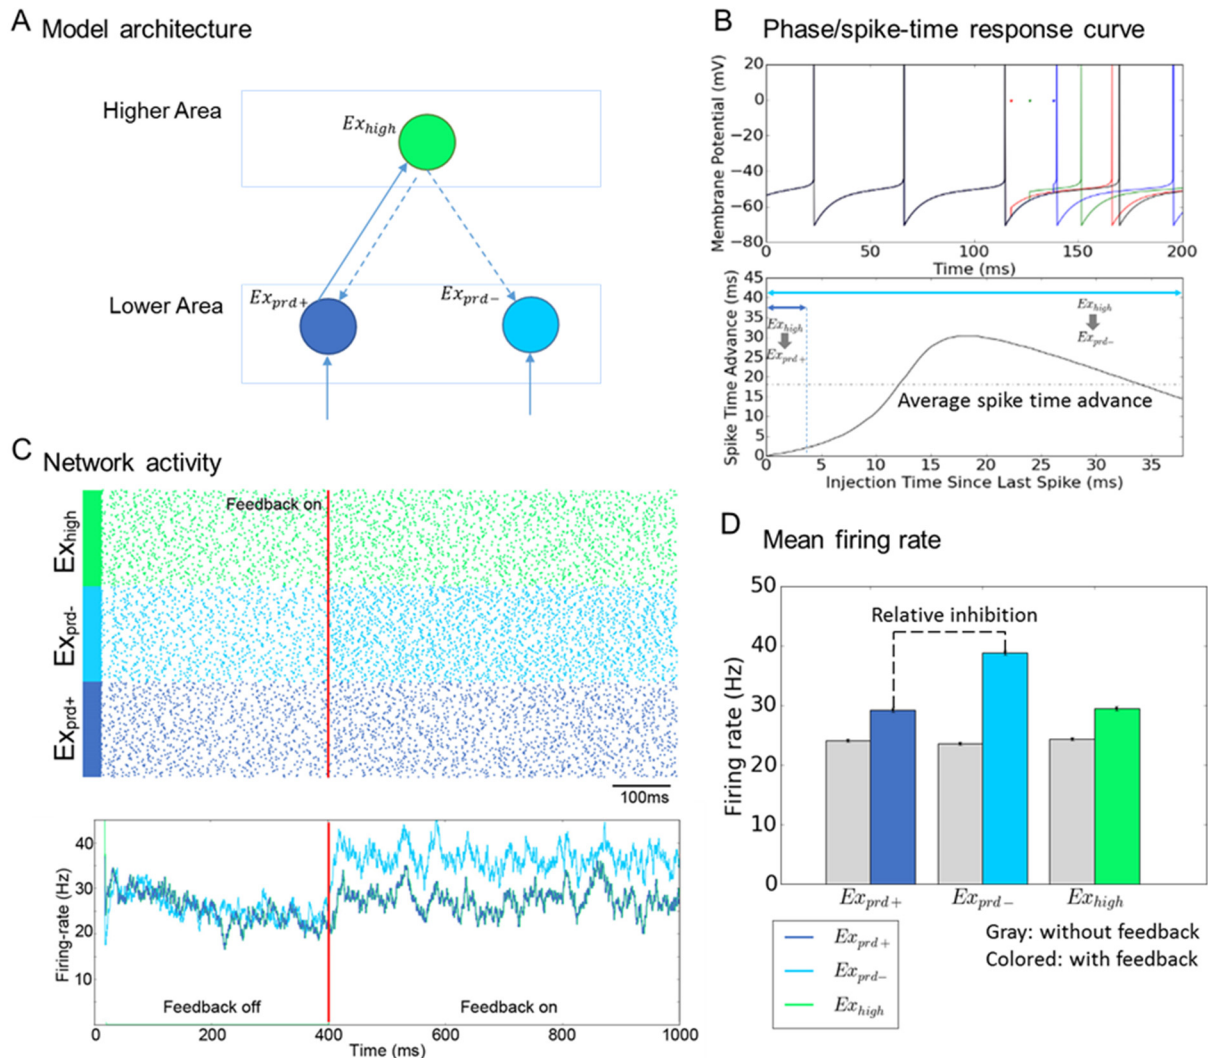 A Model architecture
Higher Area
Ex_high
Lower Area
Ex_prd+
Ex_prd−
B Phase/spike-time response curve
Membrane Potential (mV)
20
0
−20
−40
−60
−80
0 50 100 150 200
Time (ms)
Spike Time Advance (ms)
45
40
35
30
25
20
15
10
5
0
Ex_high
Ex_prd+
Ex_high
Ex_prd−
Average spike time advance
0 5 10 15 20 25 30 35
Injection Time Since Last Spike (ms)
C Network activity
Feedback on
Ex_high
Ex_prd-
Ex_prd+
100ms
Firing-rate (Hz)
40
30
20
10
Feedback off
Feedback on
0 200 400 600 800 1000
Time (ms)
D Mean firing rate
Firing rate (Hz)
50
40
30
20
10
0
Relative inhibition
Ex_prd+ Ex_prd− Ex_high
Ex_prd+
Ex_prd−
Ex_high
Gray: without feedback
Colored: with feedback